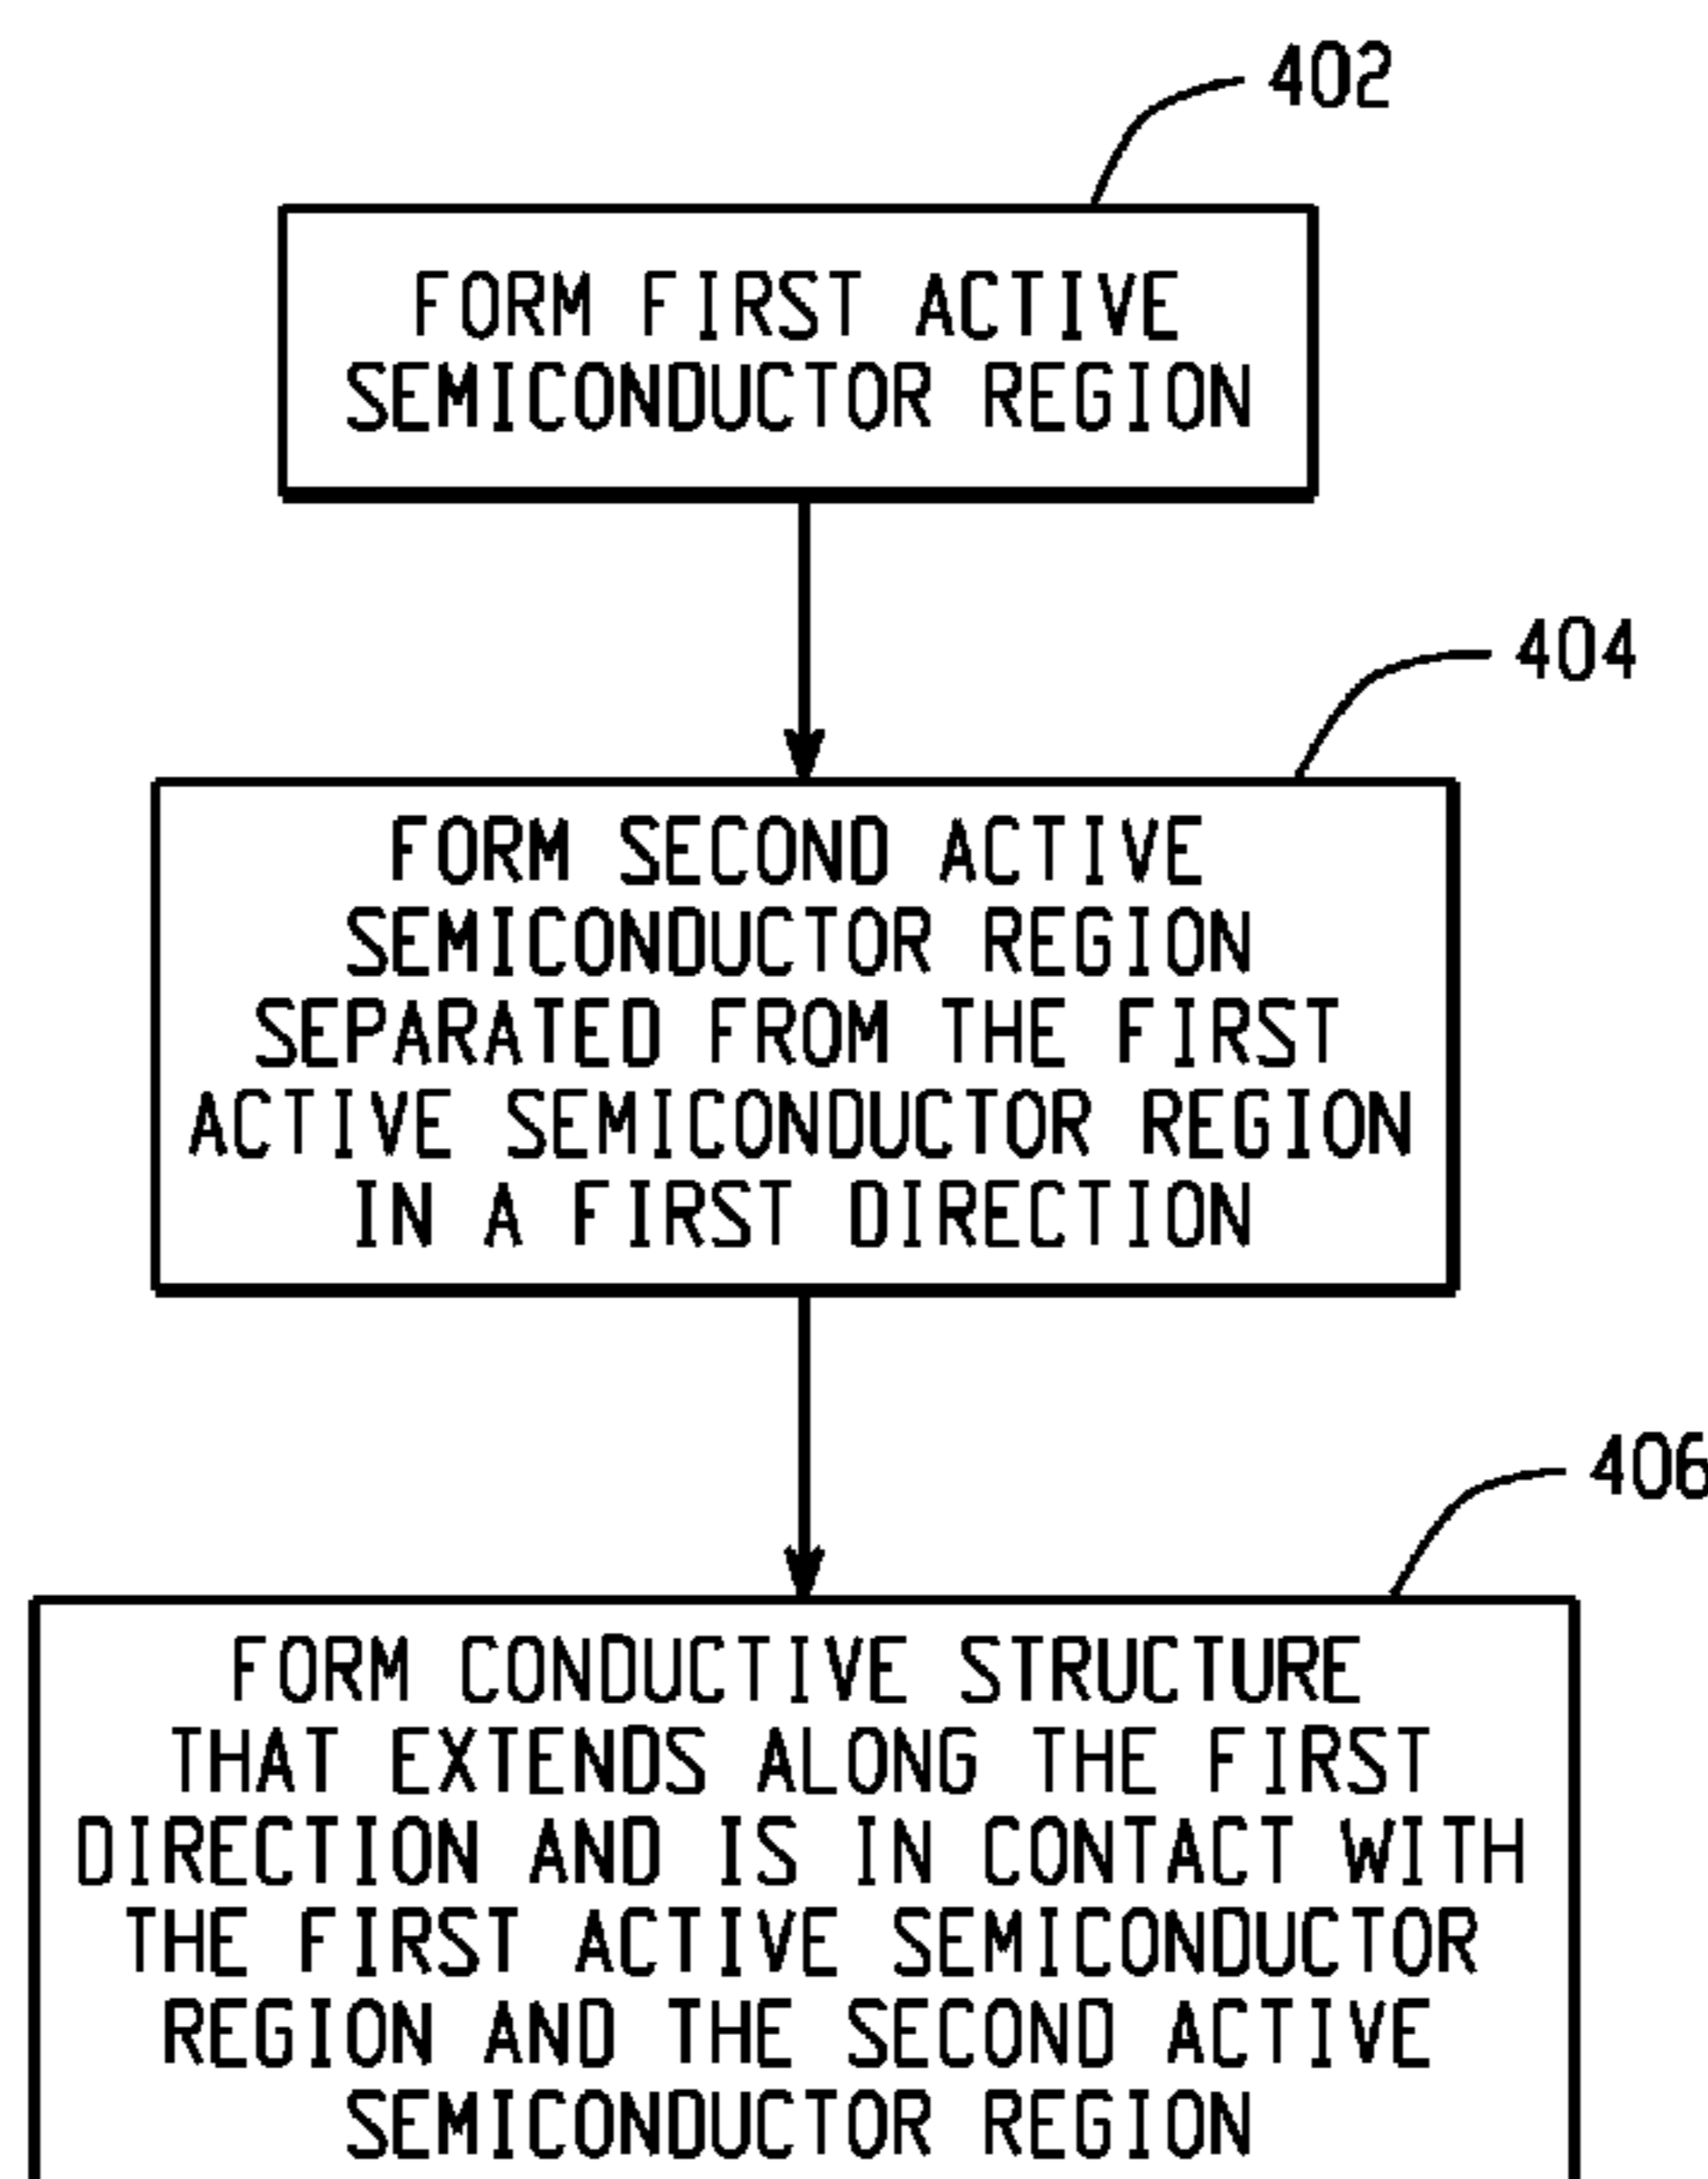 402
FORM FIRST ACTIVE
SEMICONDUCTOR REGION
404
FORM SECOND ACTIVE
SEMICONDUCTOR REGION
SEPARATED FROM THE FIRST
ACTIVE SEMICONDUCTOR REGION
IN A FIRST DIRECTION
406
FORM CONDUCTIVE STRUCTURE
THAT EXTENDS ALONG THE FIRST
DIRECTION AND IS IN CONTACT WITH
THE FIRST ACTIVE SEMICONDUCTOR
REGION AND THE SECOND ACTIVE
SEMICONDUCTOR REGION